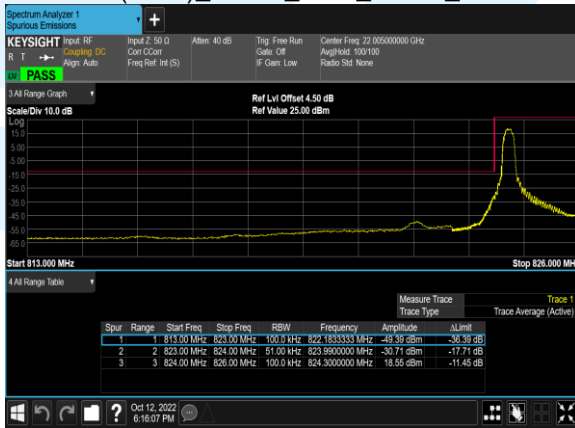 Spectrum Analyzer 1
Spurious Emissions
KEYSIGHT Input: RF Input Z: 50 Ω Atten: 40 dB Trig: Free Run Center Freq: 22.005000000 GHz
R T Coupling: DC Corr CCorr Gate: Off Avg|Hold: 100/100
Align: Auto Freq Ref: Int (S) IF Gain: Low Radio Std: None
PASS
3 All Range Graph
Ref Lvl Offset 4.50 dB
Scale/Div 10.0 dB Ref Value 25.00 dBm
Log
15.0
5.00
-5.00
-15.0
-25.0
-35.0
-45.0
-55.0
-65.0
Start 813.000 MHz Stop 826.000 MH
4 All Range Table
Measure Trace Trace 1
Trace Type Trace Average (Active)
Spur Range Start Freq Stop Freq RBW Frequency Amplitude ΔLimit
1 1 813.00 MHz 823.00 MHz 100.0 kHz 822.1833333 MHz -49.39 dBm -36.39 dB
2 2 823.00 MHz 824.00 MHz 51.00 kHz 823.9900000 MHz -30.71 dBm -17.71 dB
3 3 824.00 MHz 826.00 MHz 100.0 kHz 824.3000000 MHz 18.55 dBm -11.45 dB
Oct 12, 2022
6:16:07 PM